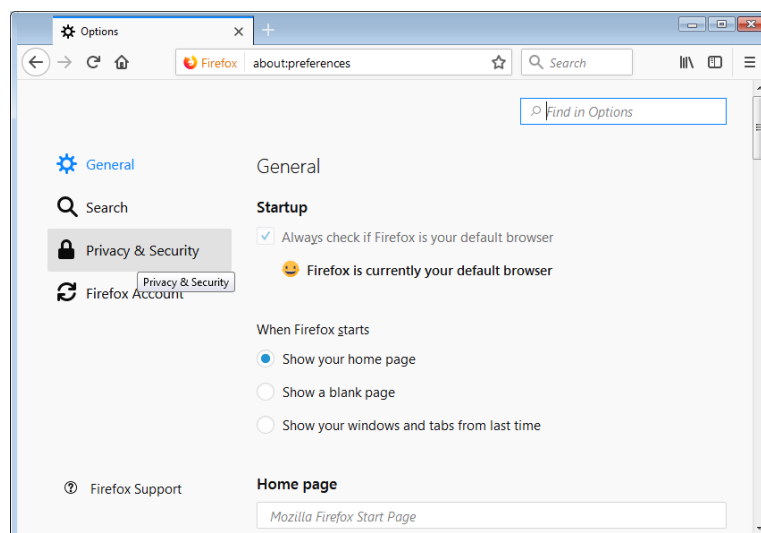 Options
Firefox about:preferences Search
Find in Options
General
Search
Privacy & Security
Privacy & Security
Firefox Account
Firefox Support
General
Startup
Always check if Firefox is your default browser
Firefox is currently your default browser
When Firefox starts
Show your home page
Show a blank page
Show your windows and tabs from last time
Home page
Mozilla Firefox Start Page